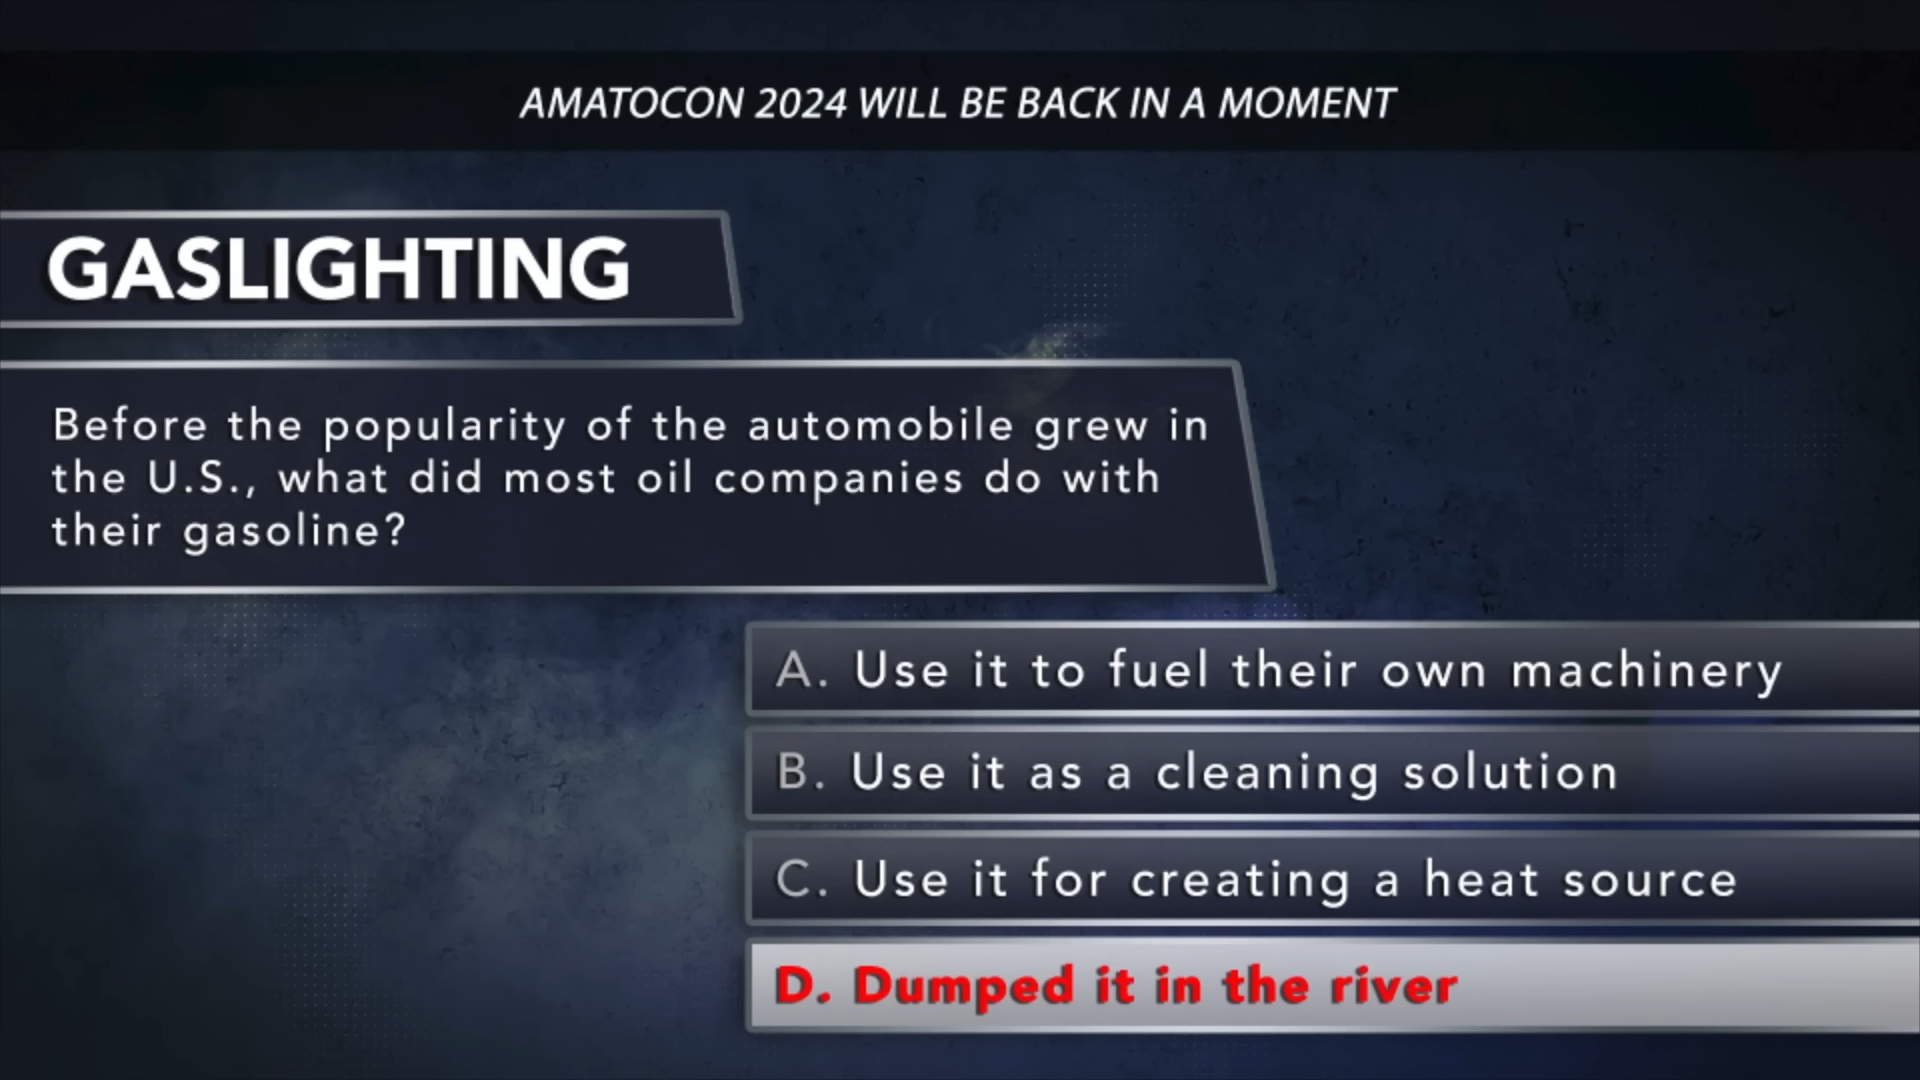 AMATOCON 2024 WILL BE BACK IN A MOMENT
GASLIGHTING
Before the popularity of the automobile grew in
the U.S., what did most oil companies do with
their gasoline?
A. Use it to fuel their own machinery
B. Use it as a cleaning solution
C. Use it for creating a heat source
D. Dumped it in the river